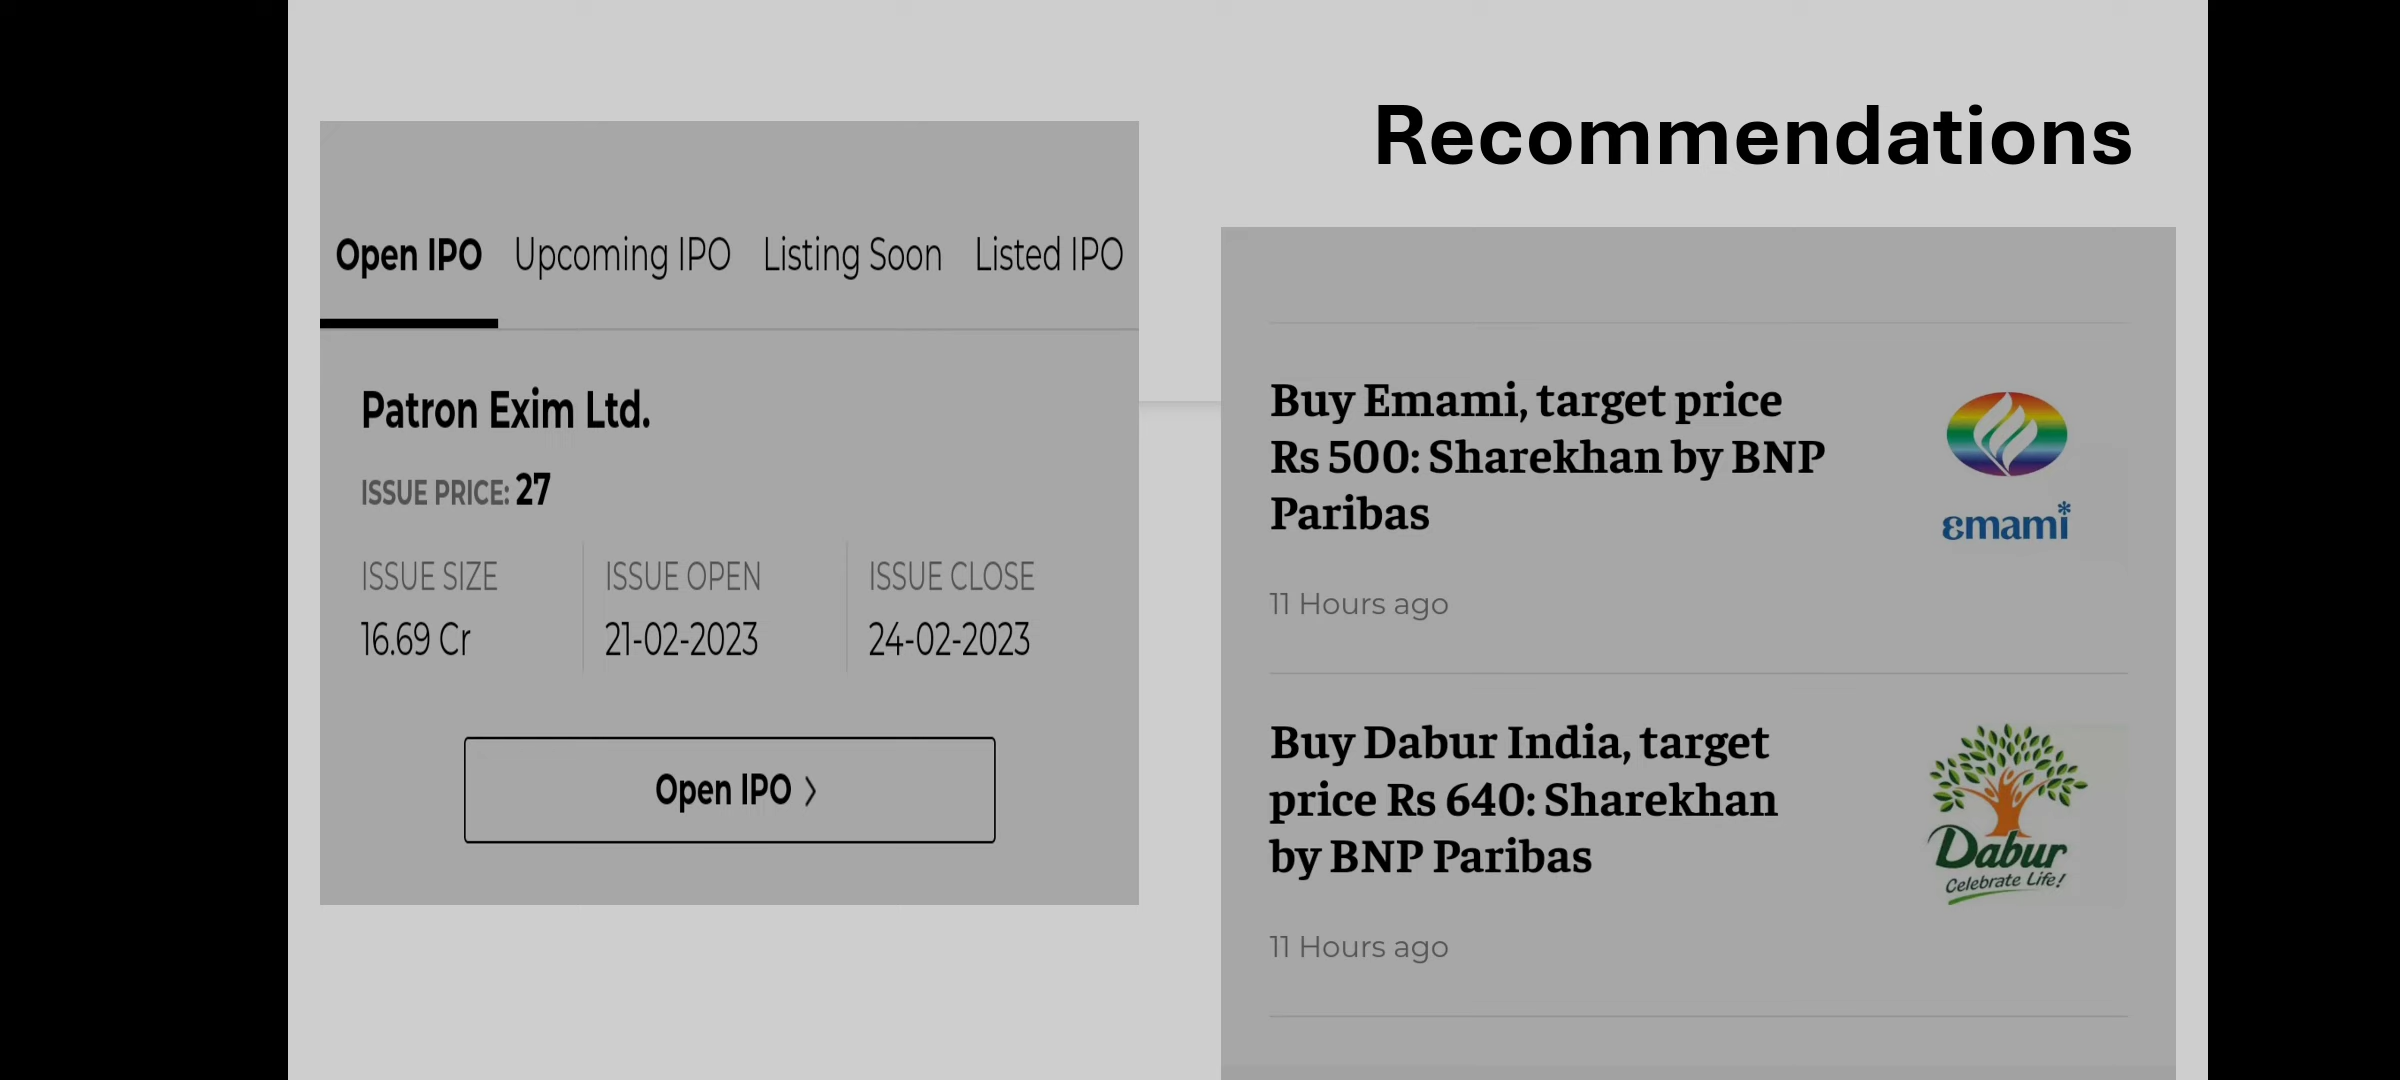 Open IPO Upcoming IPO Listing Soon Listed IPO
Patron Exim Ltd.
ISSUE PRICE: 27
ISSUE SIZE ISSUE OPEN ISSUE CLOSE
16.69 Cr 21-02-2023 24-02-2023
Open IPO >
Recommendations
Buy Emami, target price
Rs 500: Sharekhan by BNP
Paribas
emami*
11 Hours ago
Buy Dabur India, target
price Rs 640: Sharekhan
by BNP Paribas
Dabur
Celebrate Life!
11 Hours ago